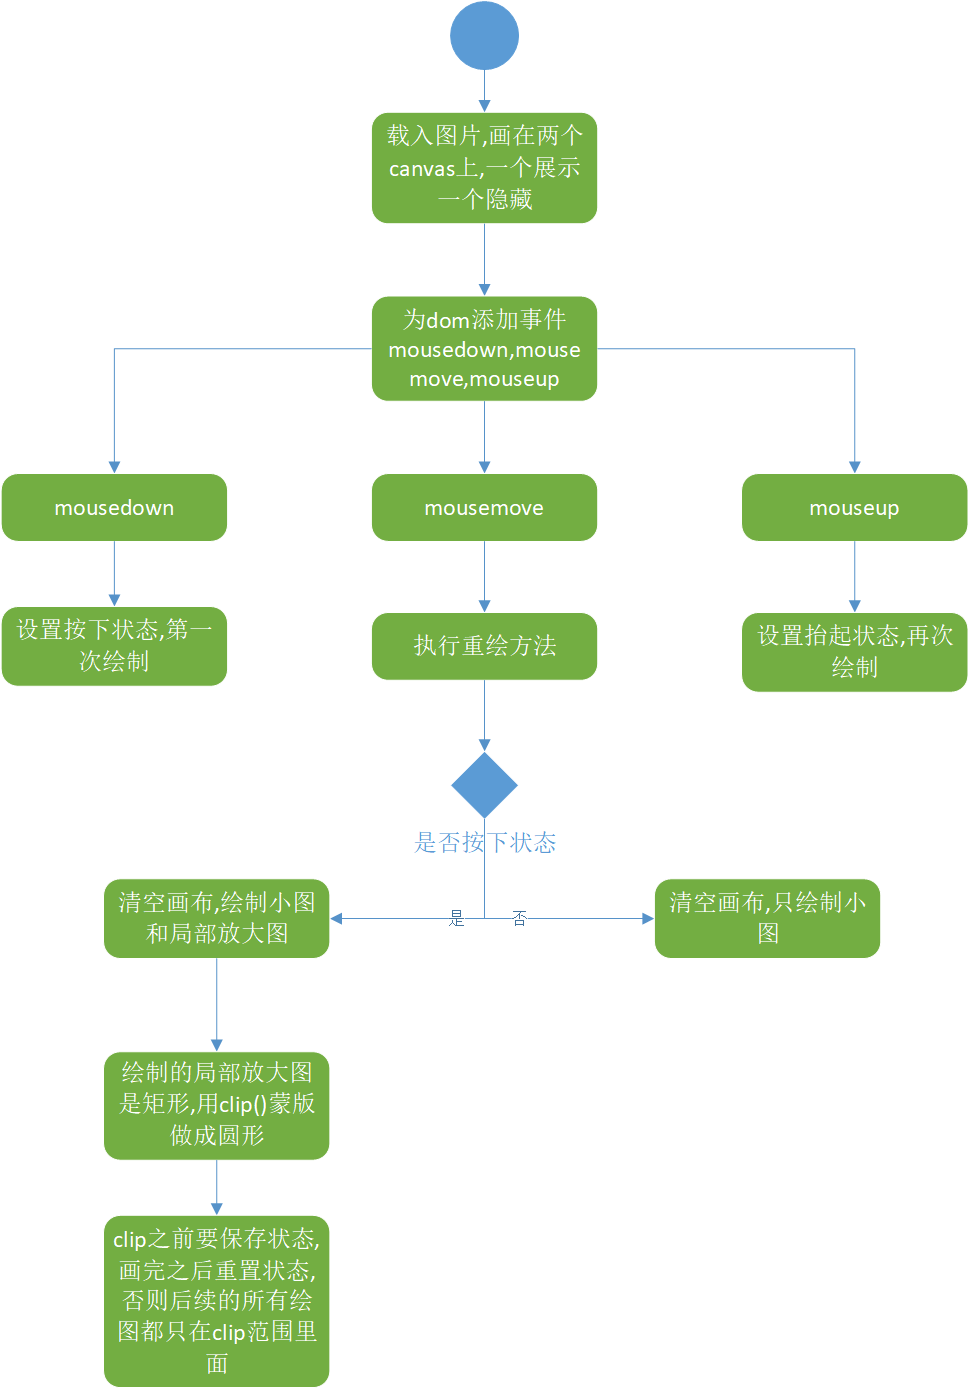 载入图片,画在两个
canvas上,一个展示
一个隐藏
为dom添加事件
mousedown,mouse
move,mouseup
mousedown
mousemove
mouseup
设置按下状态,第一
次绘制
执行重绘方法
设置抬起状态,再次
绘制
是否按下状态
清空画布,绘制小图
和局部放大图
是
否
清空画布,只绘制小
图
绘制的局部放大图
是矩形,用clip()蒙版
做成圆形
clip之前要保存状态,
画完之后重置状态,
否则后续的所有绘
图都只在clip范围里
面